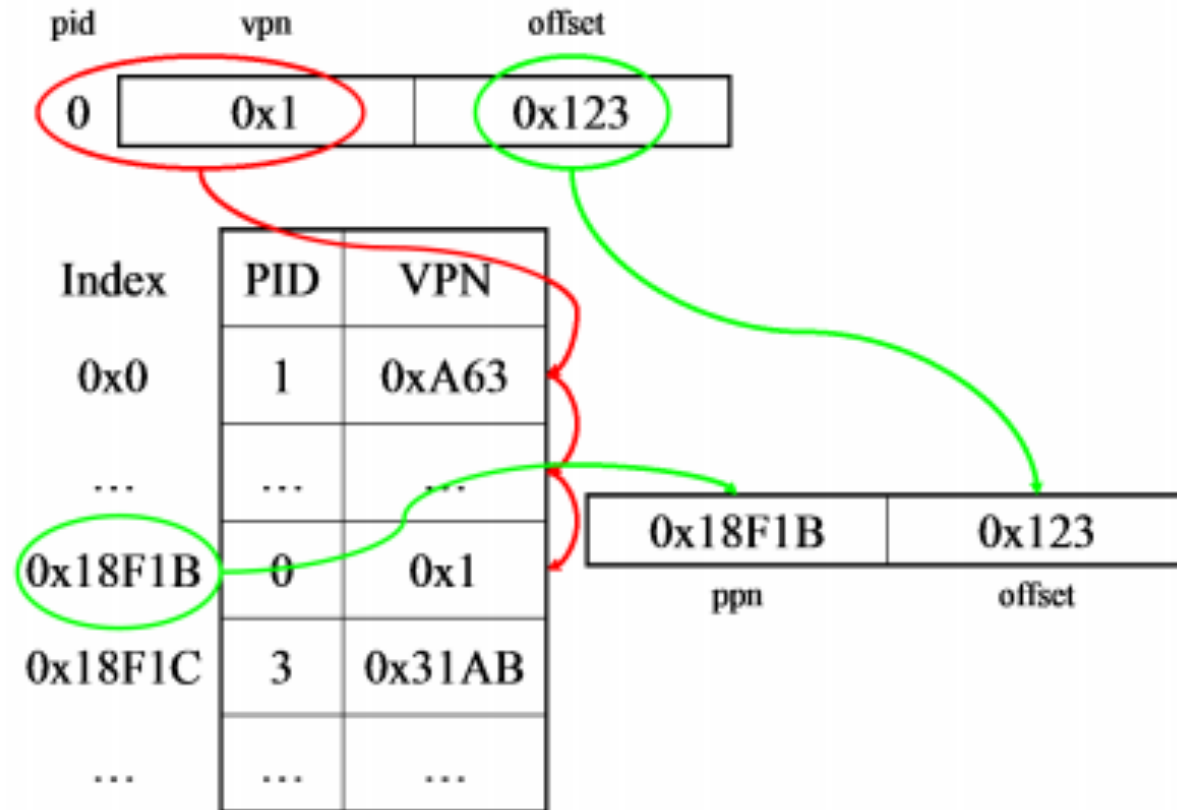 pid vpn offset
0 0x1 0x123
Index PID VPN
0x0 1 0xA63
... ... ...
0x18F1B 0 0x1
0x18F1B 0x123
ppn offset
0x18F1C 3 0x31AB
... ... ...